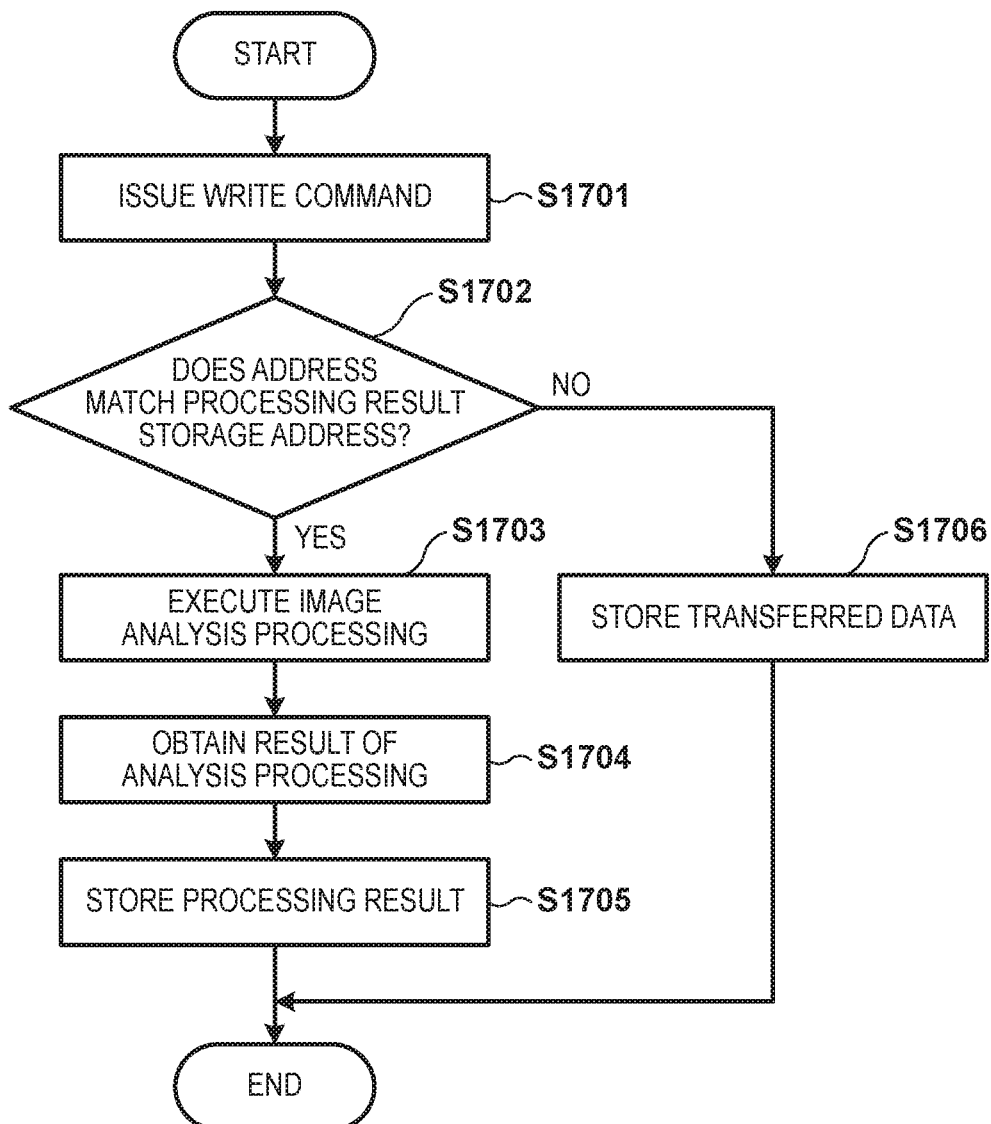 START
ISSUE WRITE COMMAND
S1701
S1702
DOES ADDRESS
MATCH PROCESSING RESULT
STORAGE ADDRESS?
NO
YES
S1703
EXECUTE IMAGE
ANALYSIS PROCESSING
S1706
STORE TRANSFERRED DATA
OBTAIN RESULT OF
ANALYSIS PROCESSING
S1704
STORE PROCESSING RESULT
S1705
END